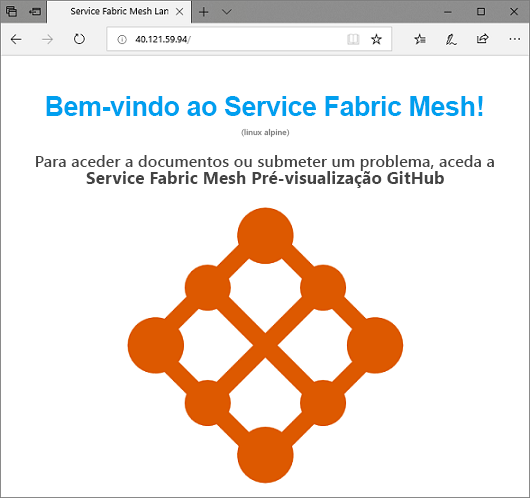 Service Fabric Mesh Lan
40.121.59.94/
Bem-vindo ao Service Fabric Mesh!
(linux alpine)
Para aceder a documentos ou submeter um problema, aceda a
Service Fabric Mesh Pré-visualização GitHub